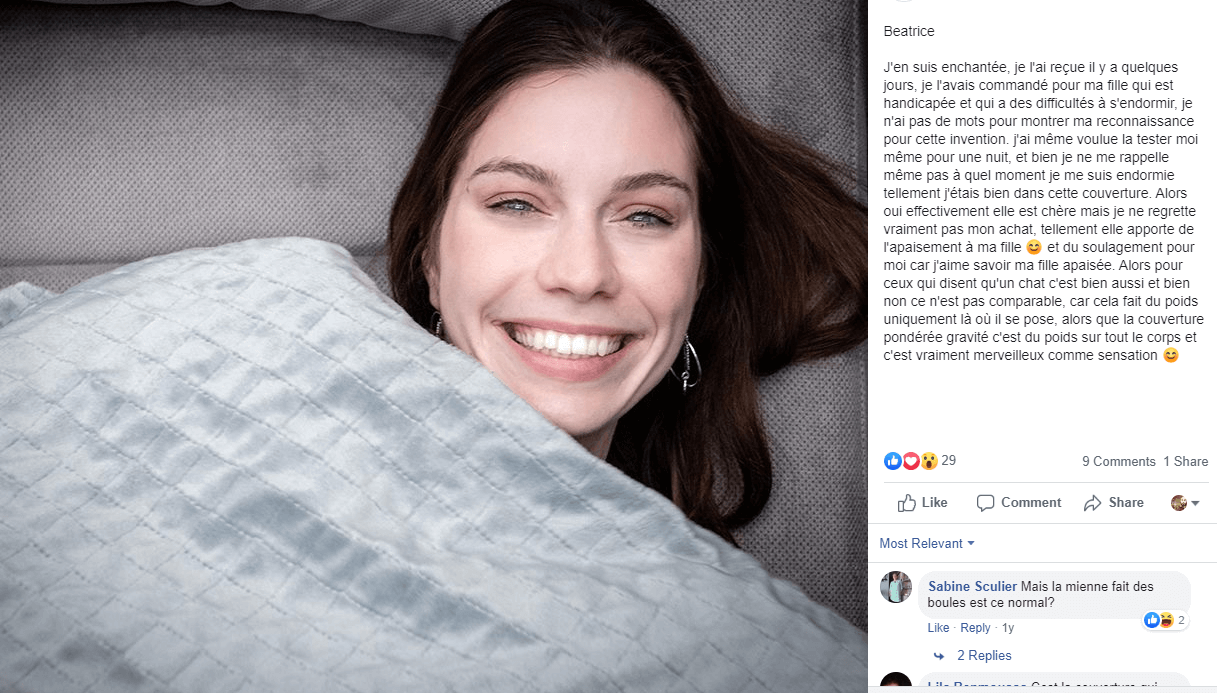 Beatrice
J'en suis enchantée, je l'ai reçue il y a quelques
jours, je l'avais commandé pour ma fille qui est
handicapée et qui a des difficultés à s'endormir, je
n'ai pas de mots pour montrer ma reconnaissance
pour cette invention. j'ai même voulue la tester moi
même pour une nuit, et bien je ne me rappelle
même pas à quel moment je me suis endormie
tellement j'étais bien dans cette couverture. Alors
oui effectivement elle est chère mais je ne regrette
vraiment pas mon achat, tellement elle apporte de
l'apaisement à ma fille 😊 et du soulagement pour
moi car j'aime savoir ma fille apaisée. Alors pour
ceux qui disent qu'un chat c'est bien aussi et bien
non ce n'est pas comparable, car cela fait du poids
uniquement là où il se pose, alors que la couverture
pondérée gravité c'est du poids sur tout le corps et
c'est vraiment merveilleux comme sensation 😊
29 9 Comments 1 Share
Like Comment Share
Most Relevant
Sabine Sculier Mais la mienne fait des
boules est ce normal?
2
Like · Reply · 1y
2 Replies